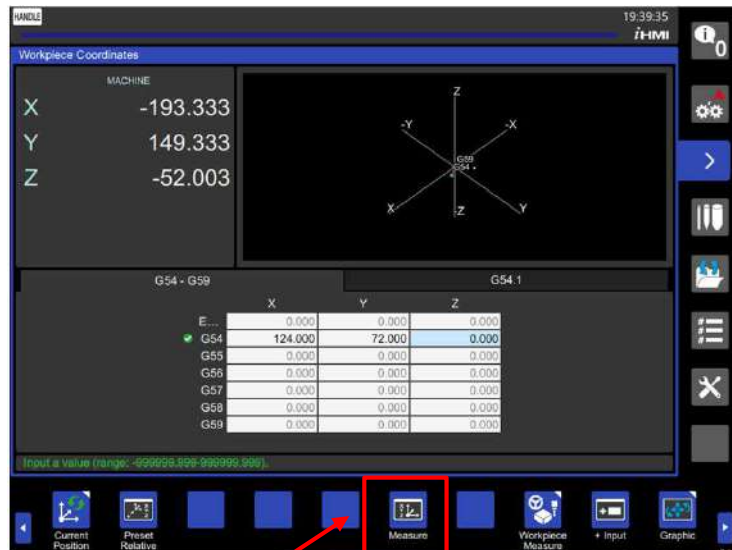 HANDLE
19:39:35
iHMI
0
Workpiece Coordinates
MACHINE
X -193.333
Y 149.333
Z -52.003
Z
-Y -X
G59
G54
X -Z Y
G54 - G59 G54.1
X Y Z
E... 0.000 0.000 0.000
G54 124.000 72.000 0.000
G55 0.000 0.000 0.000
G56 0.000 0.000 0.000
G57 0.000 0.000 0.000
G58 0.000 0.000 0.000
G59 0.000 0.000 0.000
Input a value (range: -999999.999-999999.999).
Current Position
Preset Relative
Measure
Workpiece Measure
+ Input
Graphic